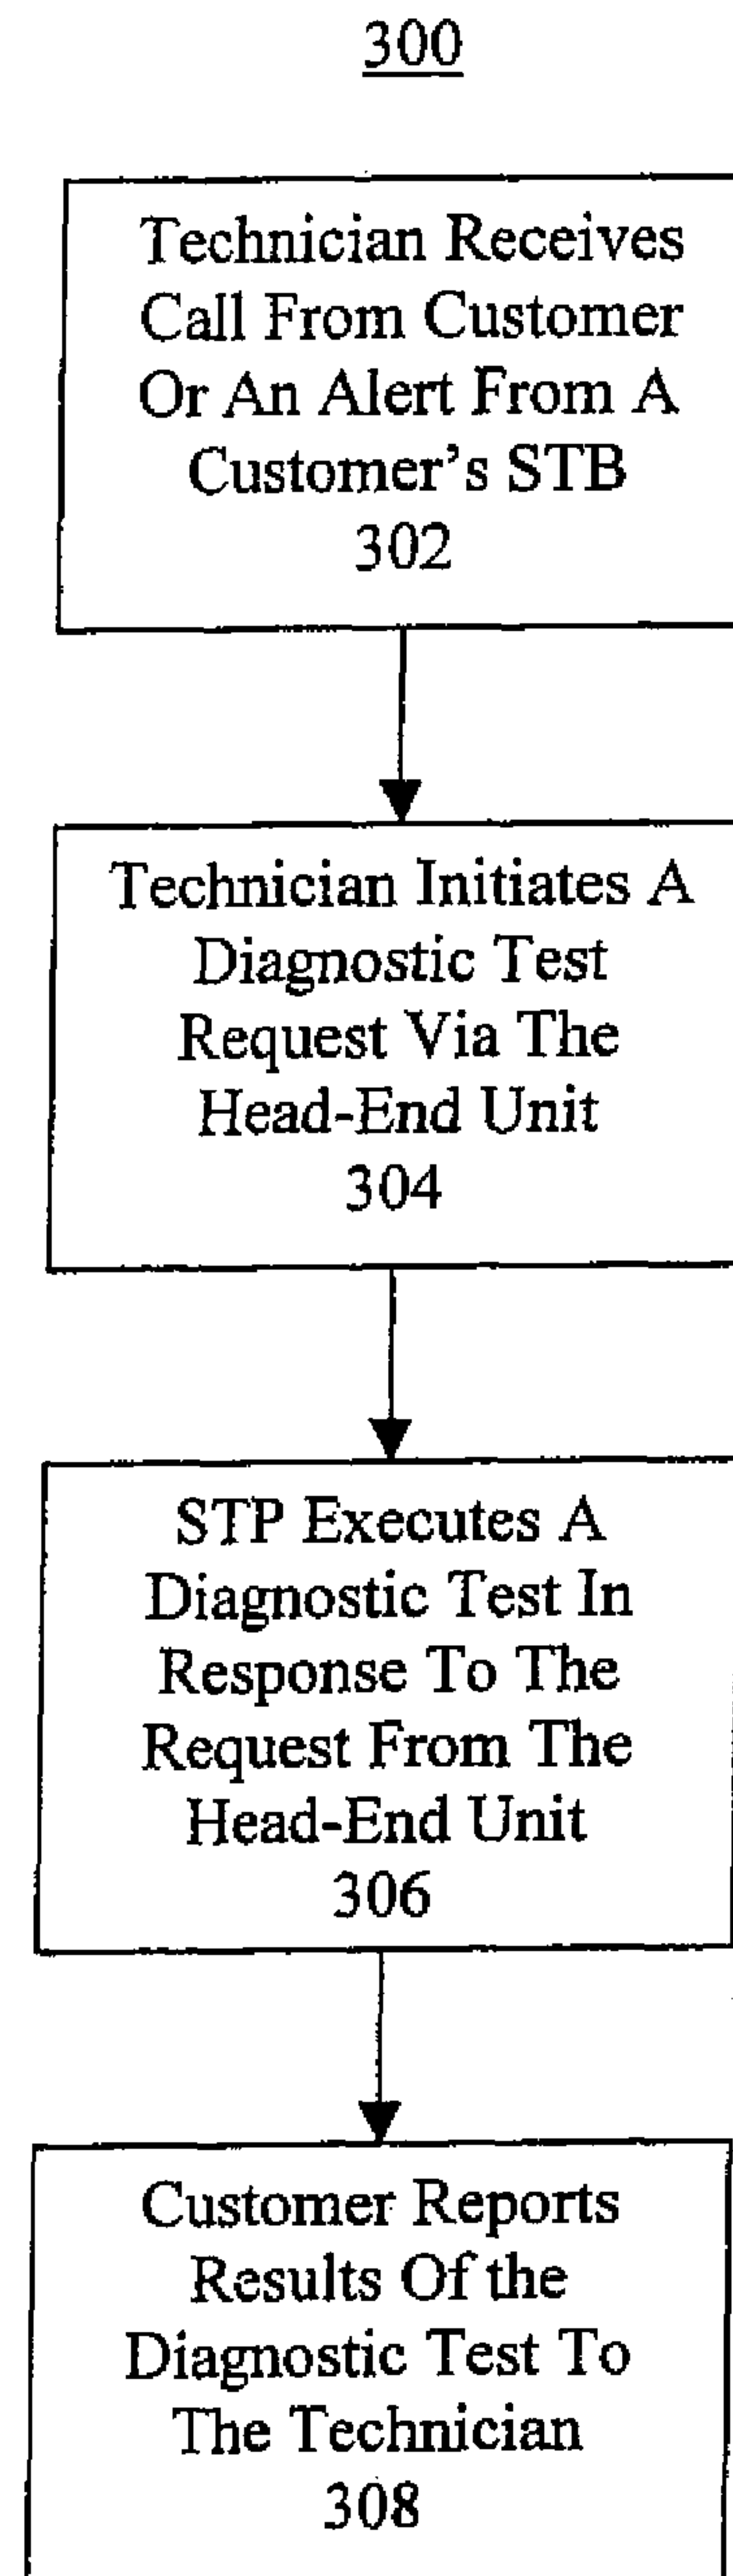 300
Technician Receives
Call From Customer
Or An Alert From A
Customer's STB
302
Technician Initiates A
Diagnostic Test
Request Via The
Head-End Unit
304
STP Executes A
Diagnostic Test In
Response To The
Request From The
Head-End Unit
306
Customer Reports
Results Of the
Diagnostic Test To
The Technician
308